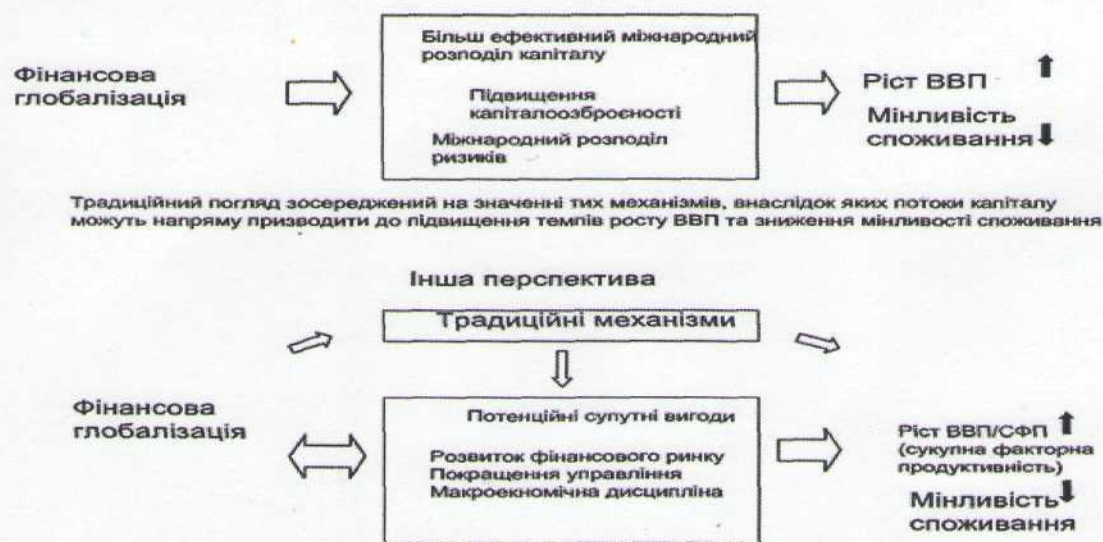 Фінансова
глобалізація
Більш ефективний міжнародний
розподіл капіталу
Підвищення
капіталоозброєності
Міжнародний розподіл
ризиків
Ріст ВВП
Мінливість
споживання
Традиційний погляд зосереджений на значенні тих механізмів, внаслідок яких потоки капіталу
можуть напряму призводити до підвищення темпів росту ВВП та зниження мінливості споживання
Інша перспектива
Традиційні механізми
Фінансова
глобалізація
Потенційні супутні вигоди
Розвиток фінансового ринку
Покращення управління
Макроекномічна дисципліна
Ріст ВВП/СФП
(сукупна факторна
продуктивність)
Мінливість
споживання